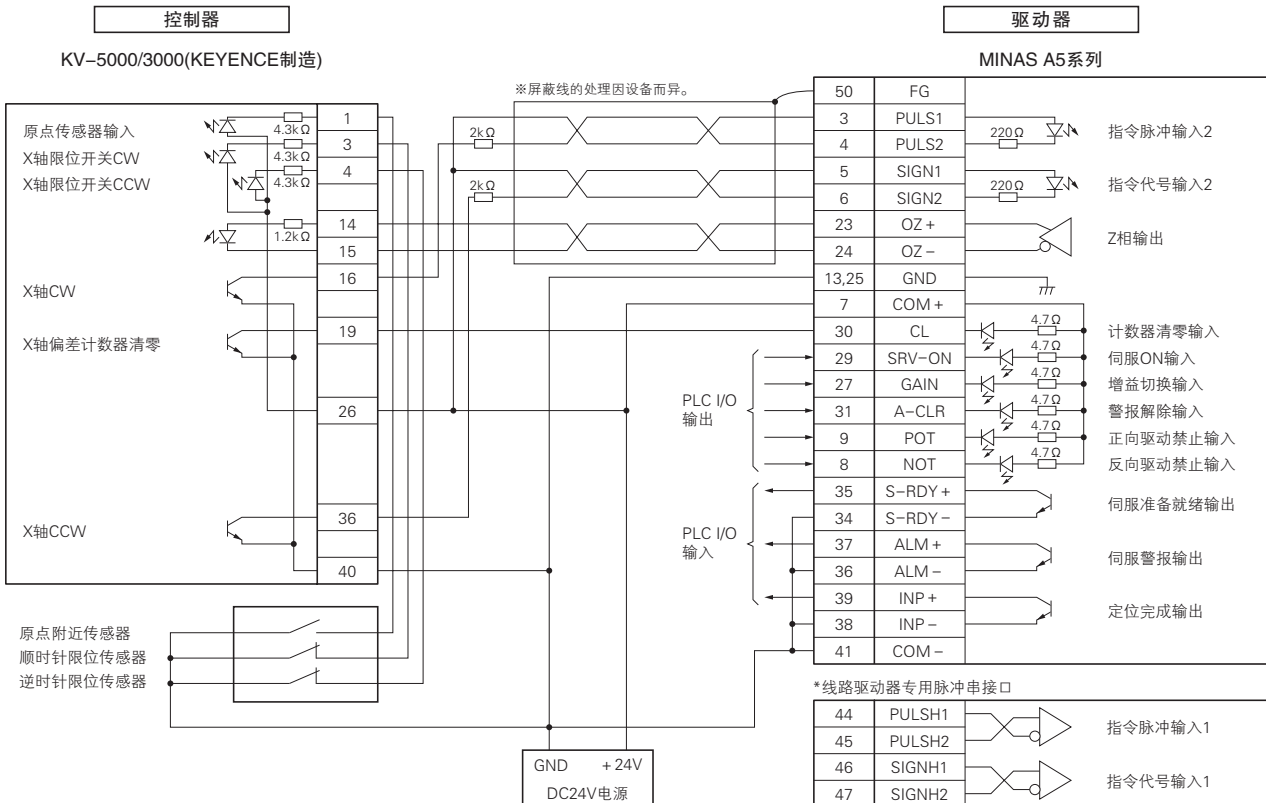 控制器
驱动器
KV-5000/3000(KEYENCE制造)
MINAS A5系列
※屏蔽线的处理因设备而异。
原点传感器输入
X轴限位开关CW
X轴限位开关CCW
4.3kΩ
4.3kΩ
4.3kΩ
1.2kΩ
X轴CW
X轴偏差计数器清零
X轴CCW
1
3
4
14
15
16
19
26
36
40
2kΩ
2kΩ
50 FG
3 PULS1
4 PULS2
5 SIGN1
6 SIGN2
23 OZ+
24 OZ-
13,25 GND
7 COM+
30 CL
29 SRV-ON
27 GAIN
31 A-CLR
9 POT
8 NOT
35 S-RDY+
34 S-RDY-
37 ALM+
36 ALM-
39 INP+
38 INP-
41 COM-
220Ω
指令脉冲输入2
220Ω
指令代号输入2
Z相输出
4.7Ω
计数器清零输入
4.7Ω
伺服ON输入
4.7Ω
增益切换输入
4.7Ω
警报解除输入
4.7Ω
正向驱动禁止输入
4.7Ω
反向驱动禁止输入
伺服准备就绪输出
伺服警报输出
定位完成输出
PLC I/O
输出
PLC I/O
输入
原点附近传感器
顺时针限位传感器
逆时针限位传感器
GND +24V
DC24V电源
*线路驱动器专用脉冲串接口
44 PULSH1
45 PULSH2
46 SIGNH1
47 SIGNH2
指令脉冲输入1
指令代号输入1